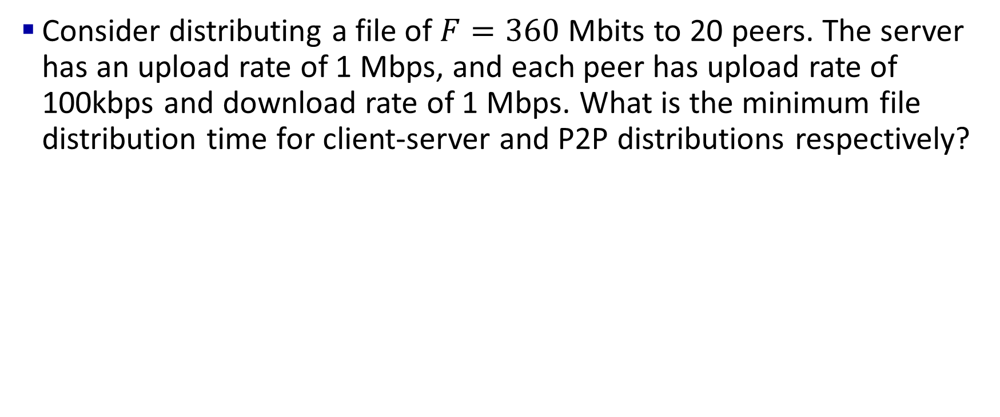 ▪ Consider distributing a file of 𝐹 = 360 Mbits to 20 peers. The server
has an upload rate of 1 Mbps, and each peer has upload rate of
100kbps and download rate of 1 Mbps. What is the minimum file
distribution time for client-server and P2P distributions respectively?